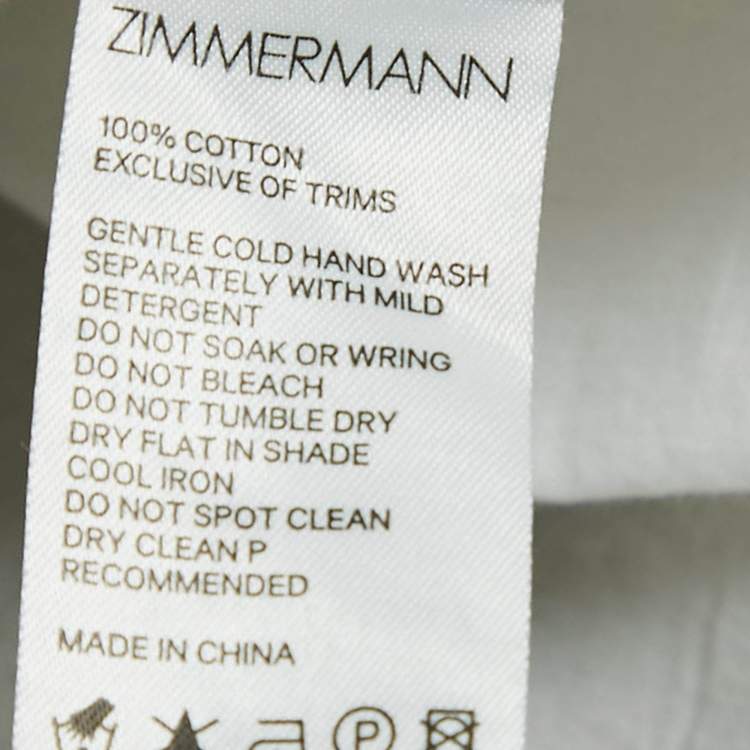 ZIMMERMANN
100% COTTON
EXCLUSIVE OF TRIMS
GENTLE COLD HAND WASH
SEPARATELY WITH MILD
DETERGENT
DO NOT SOAK OR WRING
DO NOT BLEACH
DO NOT TUMBLE DRY
DRY FLAT IN SHADE
COOL IRON
DO NOT SPOT CLEAN
DRY CLEAN P
RECOMMENDED
MADE IN CHINA
P